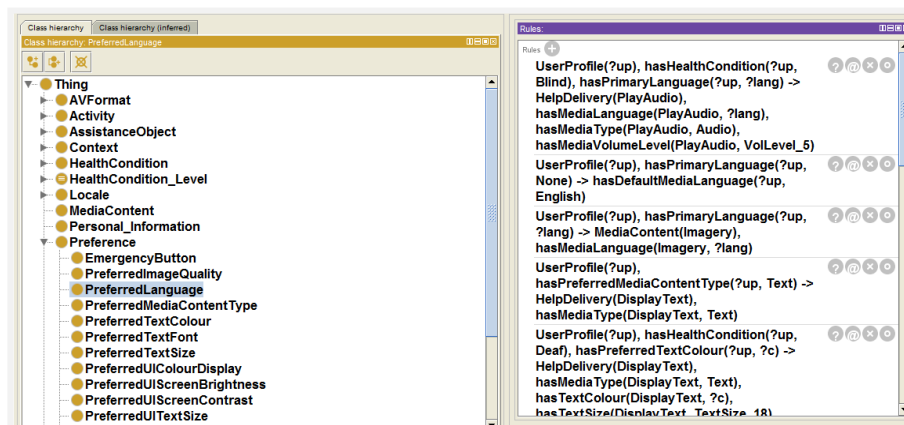 Class hierarchy
Class hierarchy (inferred)
Class hierarchy: PreferredLanguage
Thing
AVFormat
Activity
AssistanceObject
Context
HealthCondition
HealthCondition_Level
Locale
MediaContent
Personal_Information
Preference
EmergencyButton
PreferredImageQuality
PreferredLanguage
PreferredMediaContentType
PreferredTextColour
PreferredTextFont
PreferredTextSize
PreferredUIColourDisplay
PreferredUIScreenBrightness
PreferredUIScreenContrast
PreferredUITextSize
Rules:
Rules
UserProfile(?up), hasHealthCondition(?up,
Blind), hasPrimaryLanguage(?up, ?lang) ->
HelpDelivery(PlayAudio),
hasMediaLanguage(PlayAudio, ?lang),
hasMediaType(PlayAudio, Audio),
hasMediaVolumeLevel(PlayAudio, VolLevel_5)
UserProfile(?up), hasPrimaryLanguage(?up,
None) -> hasDefaultMediaLanguage(?up,
English)
UserProfile(?up), hasPrimaryLanguage(?up,
?lang) -> MediaContent(Imagery),
hasMediaLanguage(Imagery, ?lang)
UserProfile(?up),
hasPreferredMediaContentType(?up, Text) ->
HelpDelivery(DisplayText),
hasMediaType(DisplayText, Text)
UserProfile(?up), hasHealthCondition(?up,
Deaf), hasPreferredTextColour(?up, ?c) ->
HelpDelivery(DisplayText),
hasMediaType(DisplayText, Text),
hasTextColour(DisplayText, ?c),
hasTextSize(DisplayText, TextSize_18)